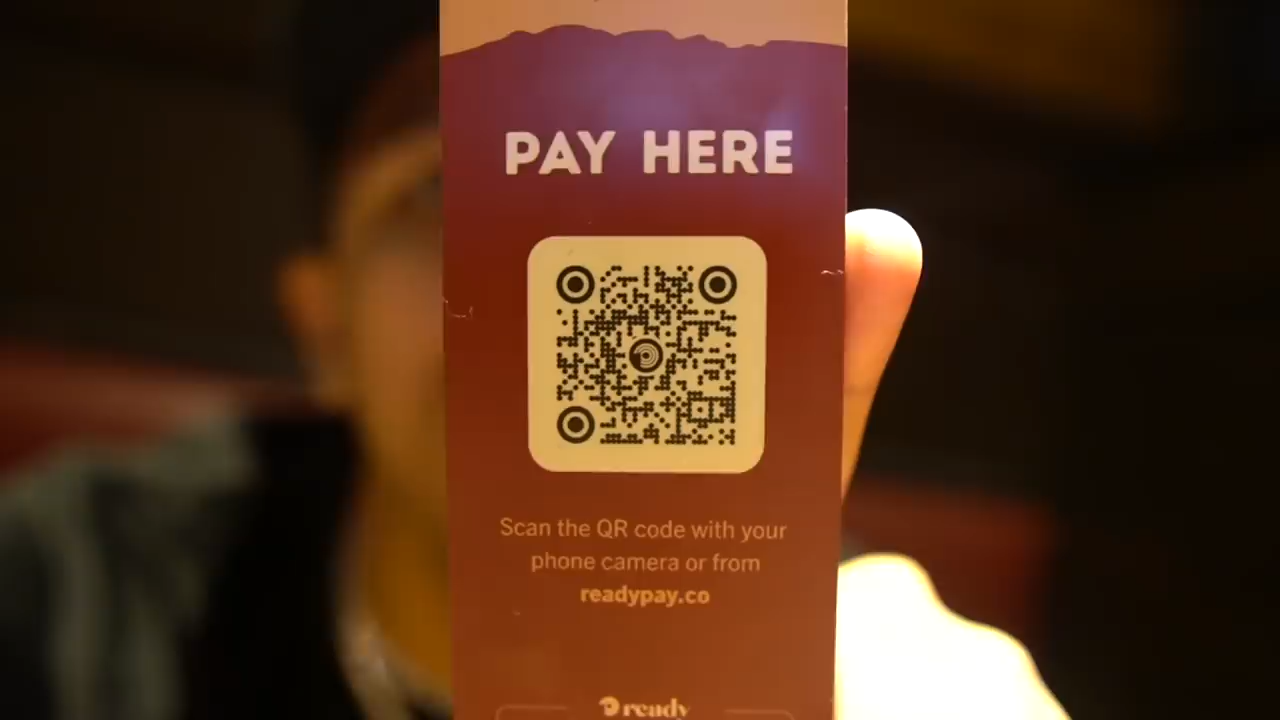 PAY HERE
Scan the QR code with your
phone camera or from
readypay.co
ready